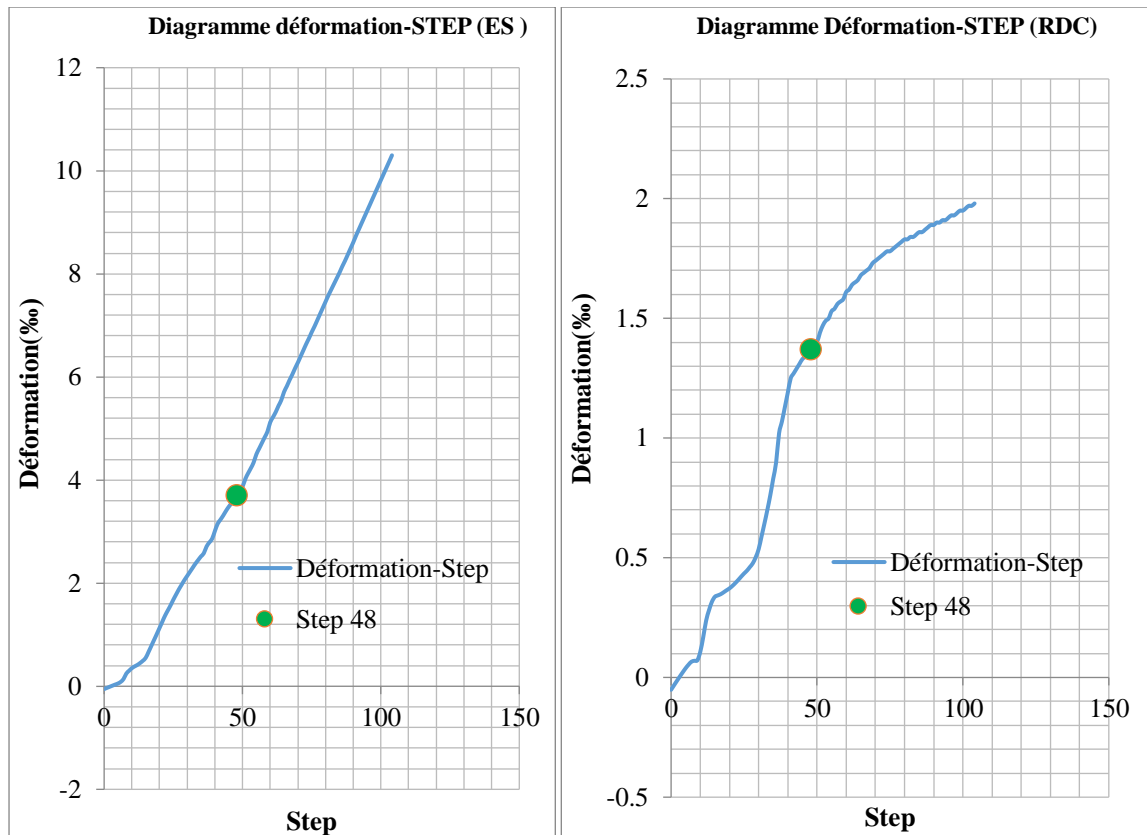 Diagramme déformation-STEP (ES )
12
10
8
6
4
2
0
-2
0
50
100
150
Déformation(‰)
Step
Déformation-Step
Step 48
Diagramme Déformation-STEP (RDC)
2.5
2
1.5
1
0.5
0
-0.5
0
50
100
150
Déformation(‰)
Step
Déformation-Step
Step 48